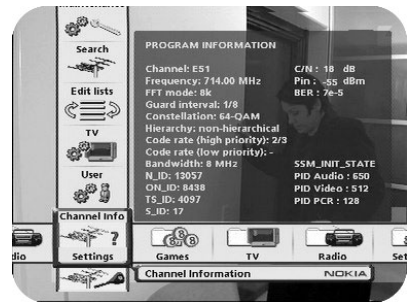 Search
Edit lists
TV
User
Channel Info
Settings
PROGRAM INFORMATION
Channel: E51
Frequency: 714.00 MHz
FFT mode: 8k
Guard interval: 1/8
Constellation: 64-QAM
Hierarchy: non-hierarchical
Code rate (high priority): 2/3
Code rate (low priority): -
Bandwidth: 8 MHz
N_ID: 13057
ON_ID: 8438
TS_ID: 4097
S_ID: 17
C/N : 18 dB
Pin : -55 dBm
BER : 7e-5
SSM_INIT_STATE
PID Audio : 650
PID Video : 512
PID PCR : 128
Games
TV
Radio
Channel Information
NOKIA